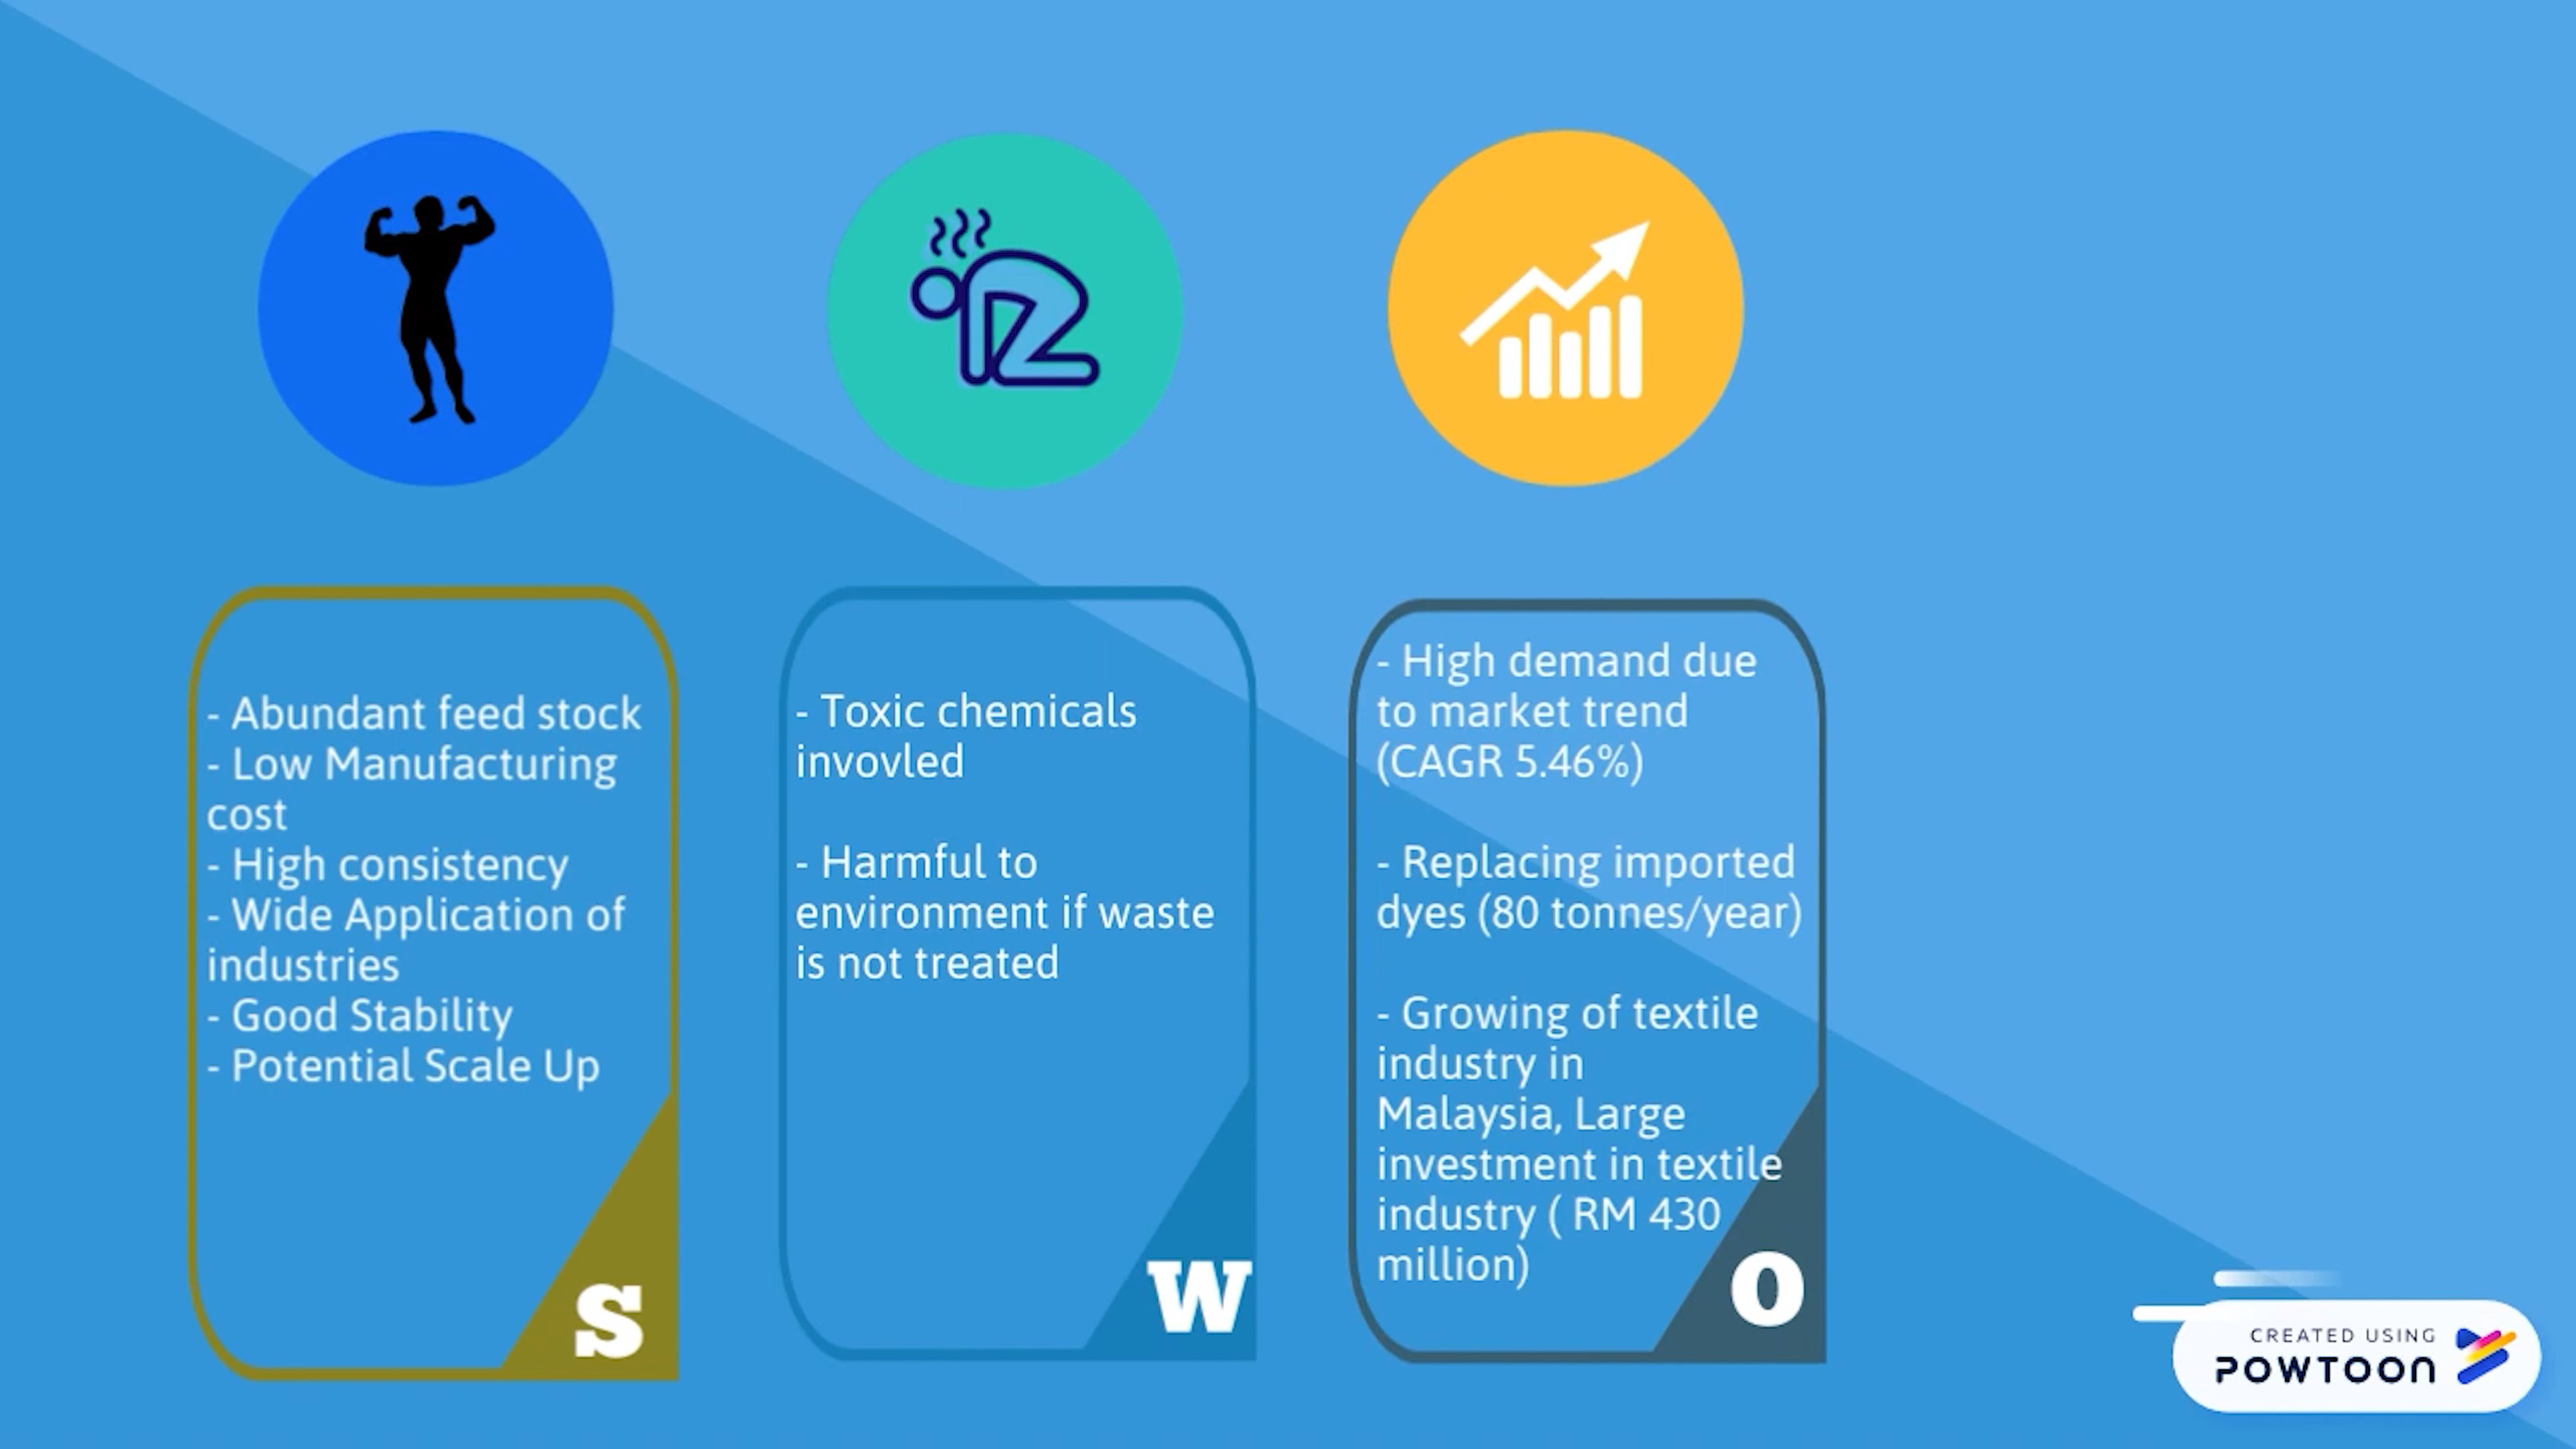 - Abundant feed stock
- Low Manufacturing
cost
- High consistency
- Wide Application of
industries
- Good Stability
- Potential Scale Up
S
- Toxic chemicals
invovled
- Harmful to
environment if waste
is not treated
W
- High demand due
to market trend
(CAGR 5.46%)
- Replacing imported
dyes (80 tonnes/year)
- Growing of textile
industry in
Malaysia, Large
investment in textile
industry ( RM 430
million)
O
CREATED USING
POWTOON